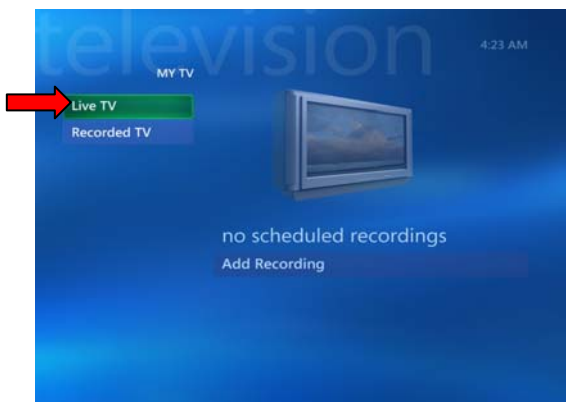 television
4:23 AM
MY TV
Live TV
Recorded TV
no scheduled recordings
Add Recording